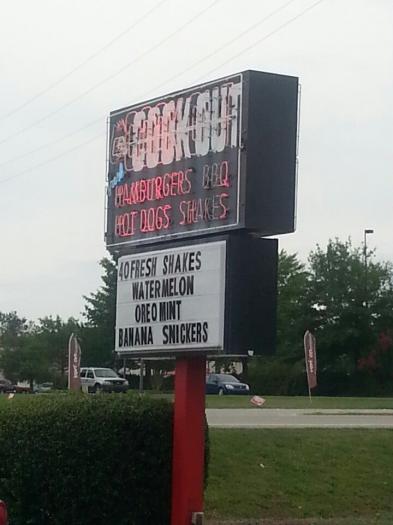 COOK OUT
HAMBURGERS BBQ
HOT DOGS SHAKES
40 FRESH SHAKES
WATERMELON
OREO MINT
BANANA SNICKERS